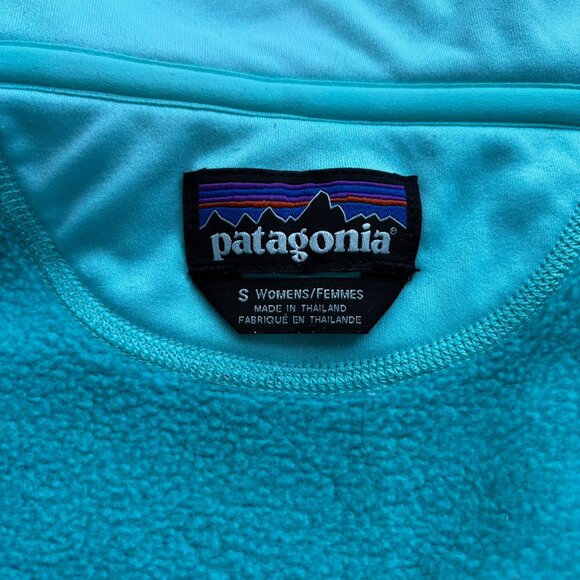 patagonia®
S WOMENS/FEMMES
MADE IN THAILAND
FABRIQUÉ EN THAILANDE